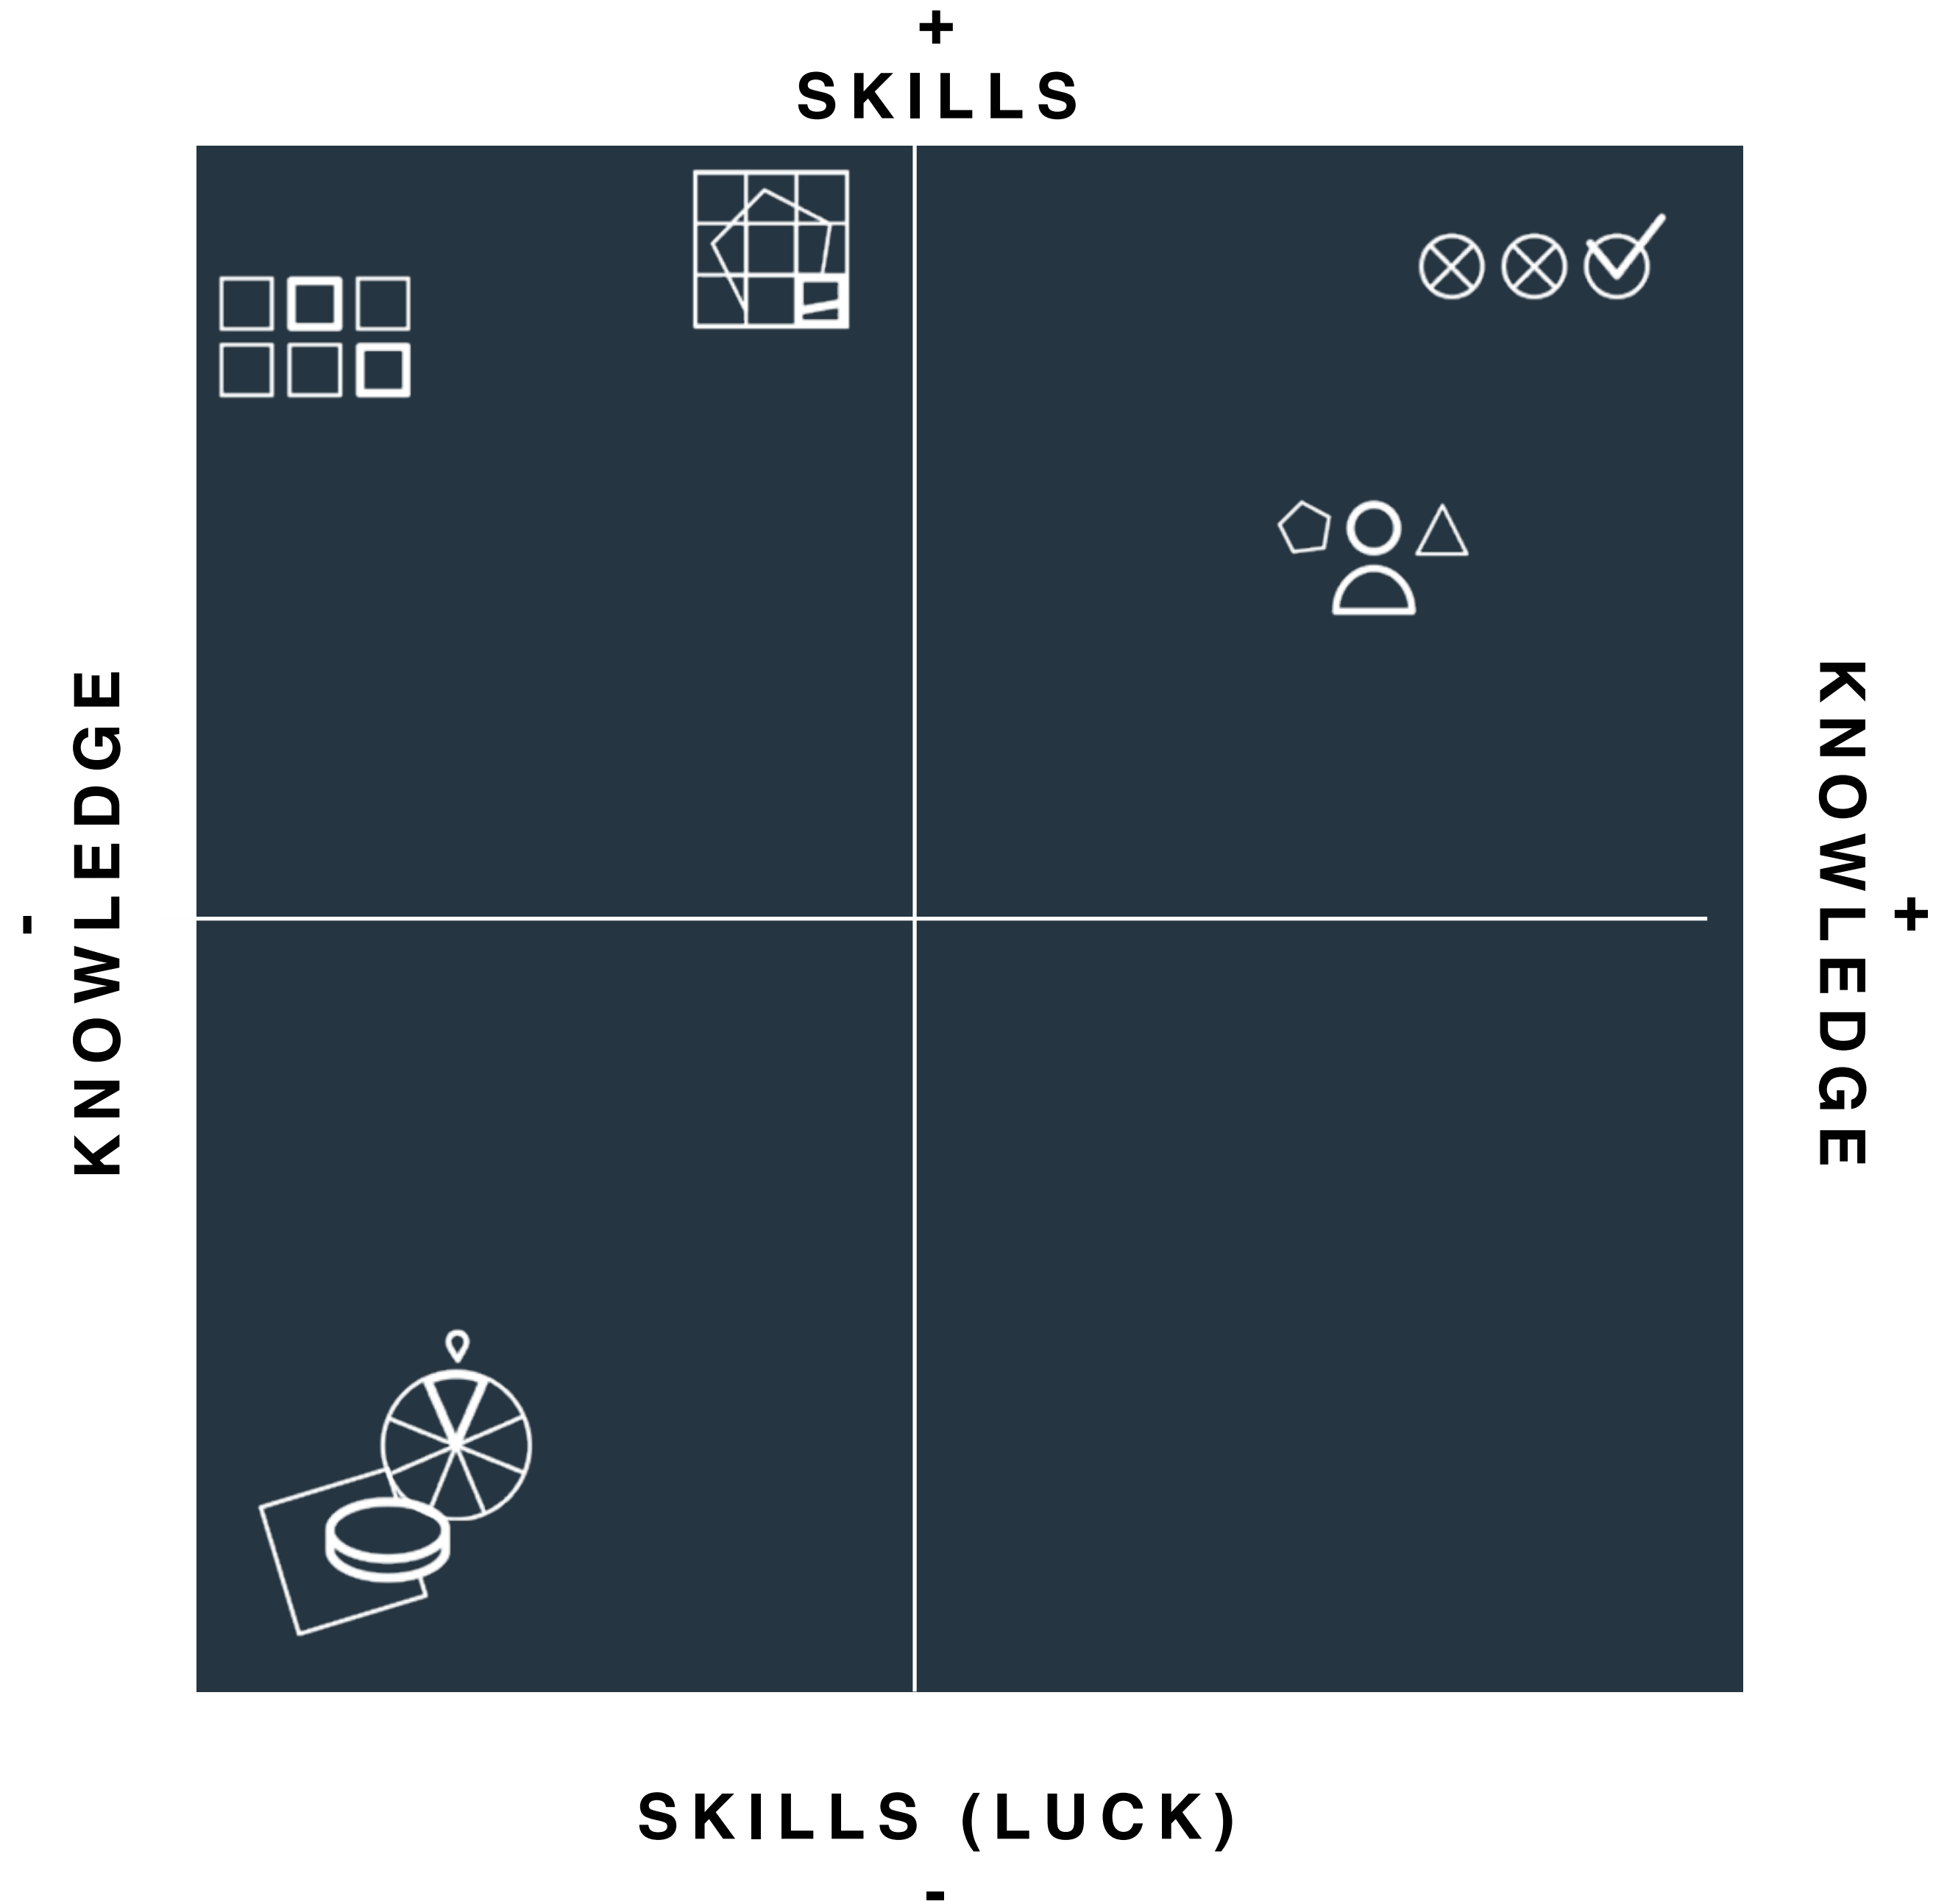 +
SKILLS
KNOWLEDGE
-
KNOWLEDGE
+
SKILLS (LUCK)
-